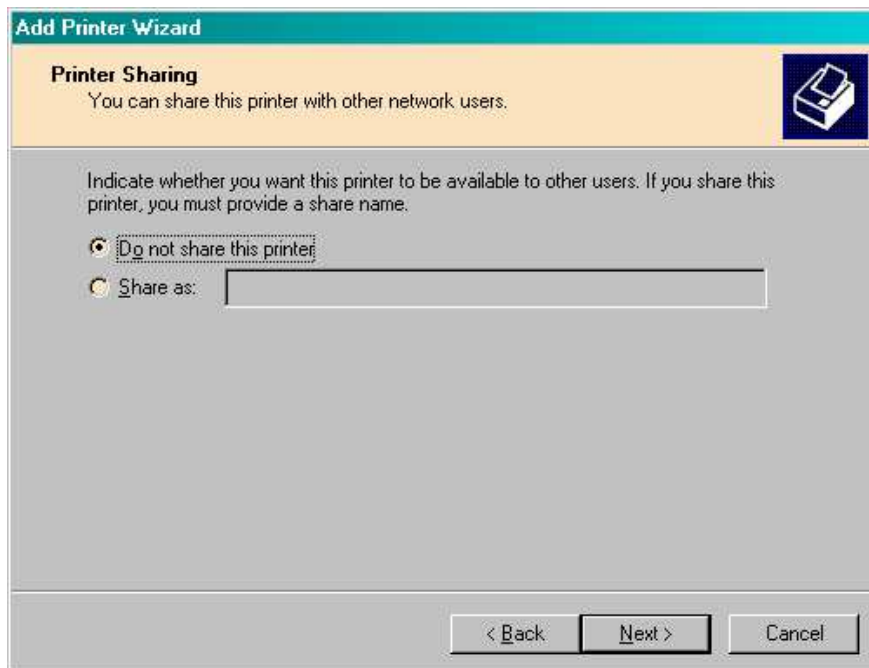 Add Printer Wizard
Printer Sharing
You can share this printer with other network users.
Indicate whether you want this printer to be available to other users. If you share this
printer, you must provide a share name.
Do not share this printer
Share as:
< Back
Next >
Cancel